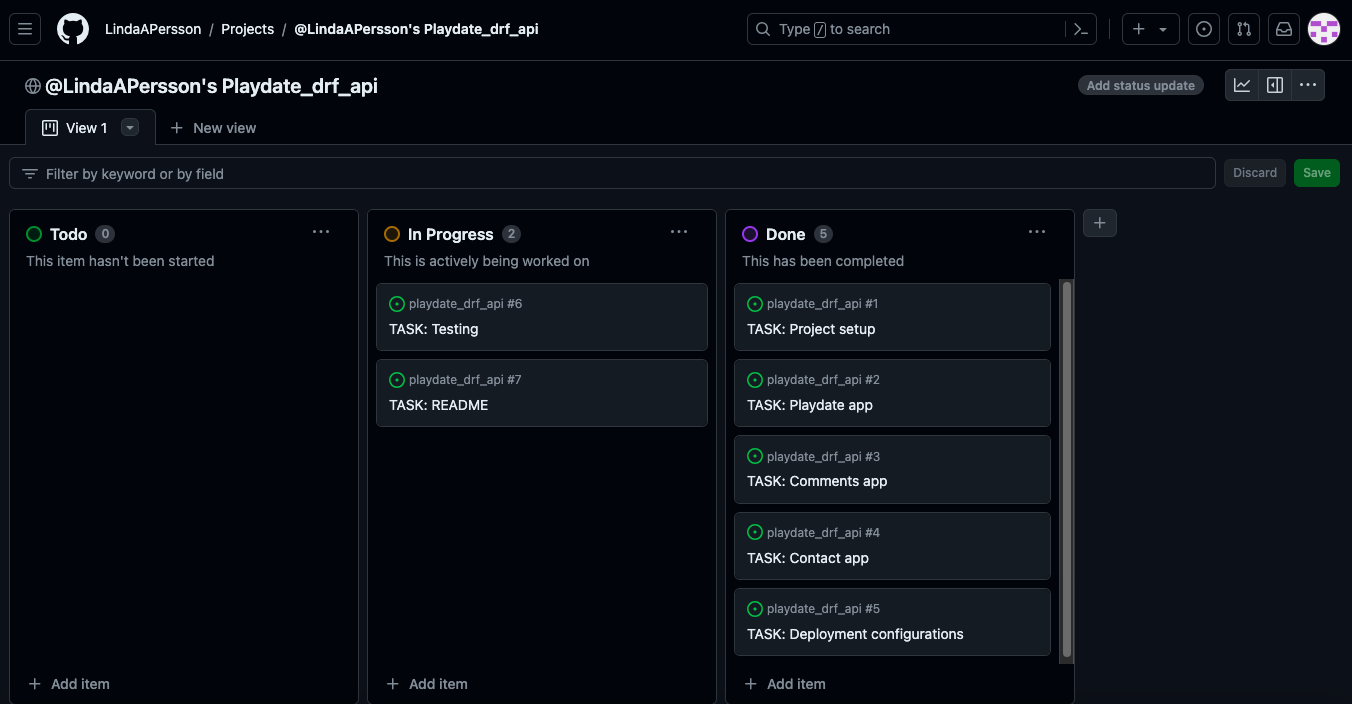 LindaAPersson / Projects / @LindaAPersson's Playdate_drf_api
Type / to search
@LindaAPersson's Playdate_drf_api
Add status update
View 1
New view
Filter by keyword or by field
Discard
Save
Todo 0
This item hasn't been started
Add item
In Progress 2
This is actively being worked on
playdate_drf_api #6
TASK: Testing
playdate_drf_api #7
TASK: README
Add item
Done 5
This has been completed
playdate_drf_api #1
TASK: Project setup
playdate_drf_api #2
TASK: Playdate app
playdate_drf_api #3
TASK: Comments app
playdate_drf_api #4
TASK: Contact app
playdate_drf_api #5
TASK: Deployment configurations
Add item